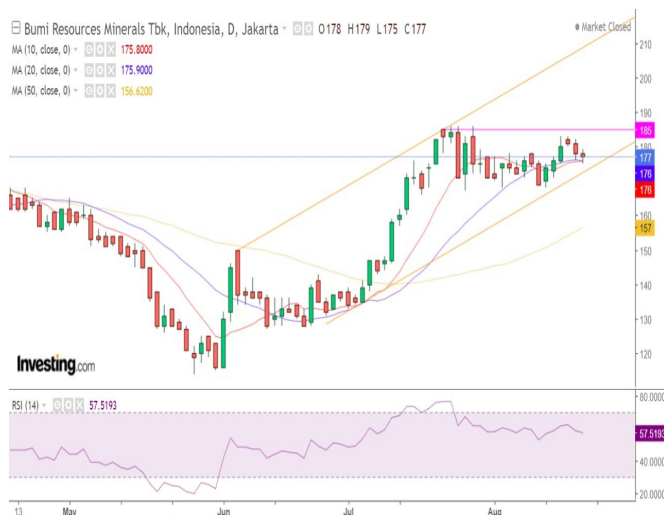 Bumi Resources Minerals Tbk, Indonesia, D, Jakarta O178 H179 L175 C177
Market Closed
MA (10, close, 0) 175.8000
MA (20, close, 0) 175.9000
MA (50, close, 0) 156.6200
210
200
190
185
180
177
176
176
160
157
150
140
130
120
Investing.com
RSI (14) 57.5193
80.0000
57.5193
40.0000
20.0000
13 May Jun Jul Aug